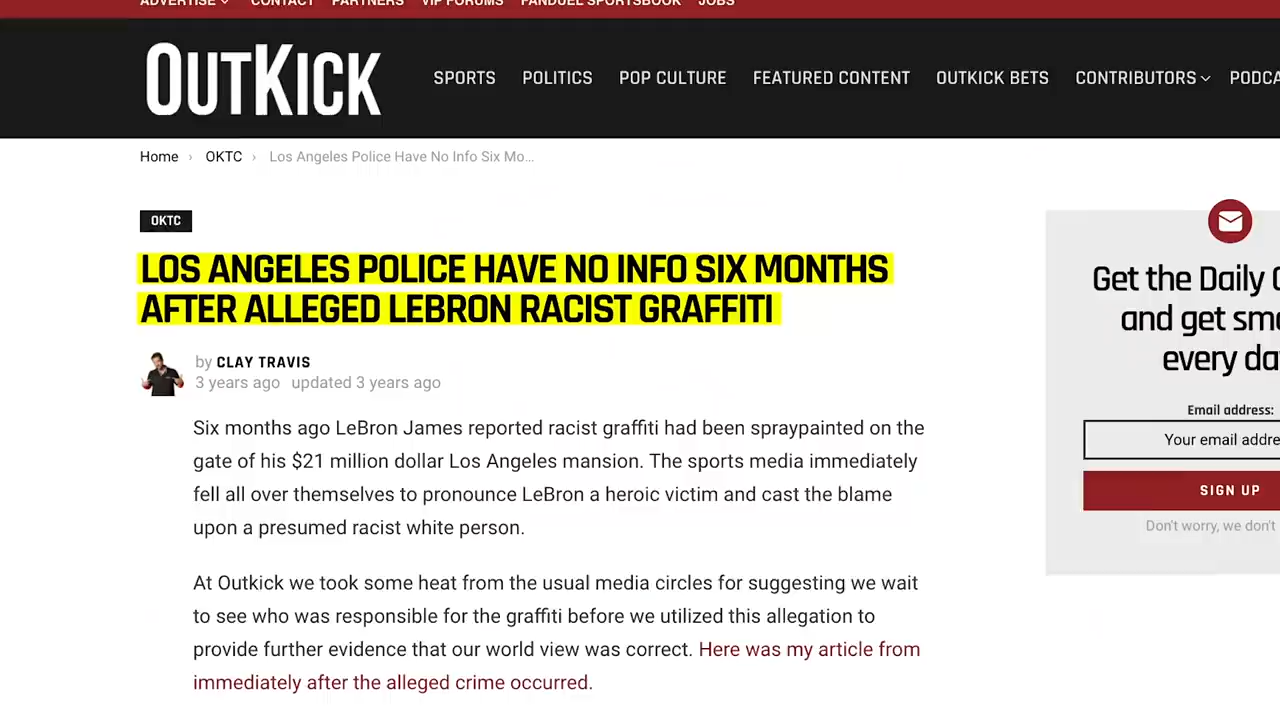 ADVERTISE CONTACT PARTNERS VIP FORUMS FANDUEL SPORTSBOOK JOBS
OUTKICK SPORTS POLITICS POP CULTURE FEATURED CONTENT OUTKICK BETS CONTRIBUTORS PODCA
Home › OKTC › Los Angeles Police Have No Info Six Mo...
OKTC
LOS ANGELES POLICE HAVE NO INFO SIX MONTHS
AFTER ALLEGED LEBRON RACIST GRAFFITI
by CLAY TRAVIS
3 years ago updated 3 years ago
Six months ago LeBron James reported racist graffiti had been spraypainted on the
gate of his $21 million dollar Los Angeles mansion. The sports media immediately
fell all over themselves to pronounce LeBron a heroic victim and cast the blame
upon a presumed racist white person.
At Outkick we took some heat from the usual media circles for suggesting we wait
to see who was responsible for the graffiti before we utilized this allegation to
provide further evidence that our world view was correct. Here was my article from
immediately after the alleged crime occurred.
Get the Daily
and get sm
every da
Email address:
Your email addre
SIGN UP
Don't worry, we don't